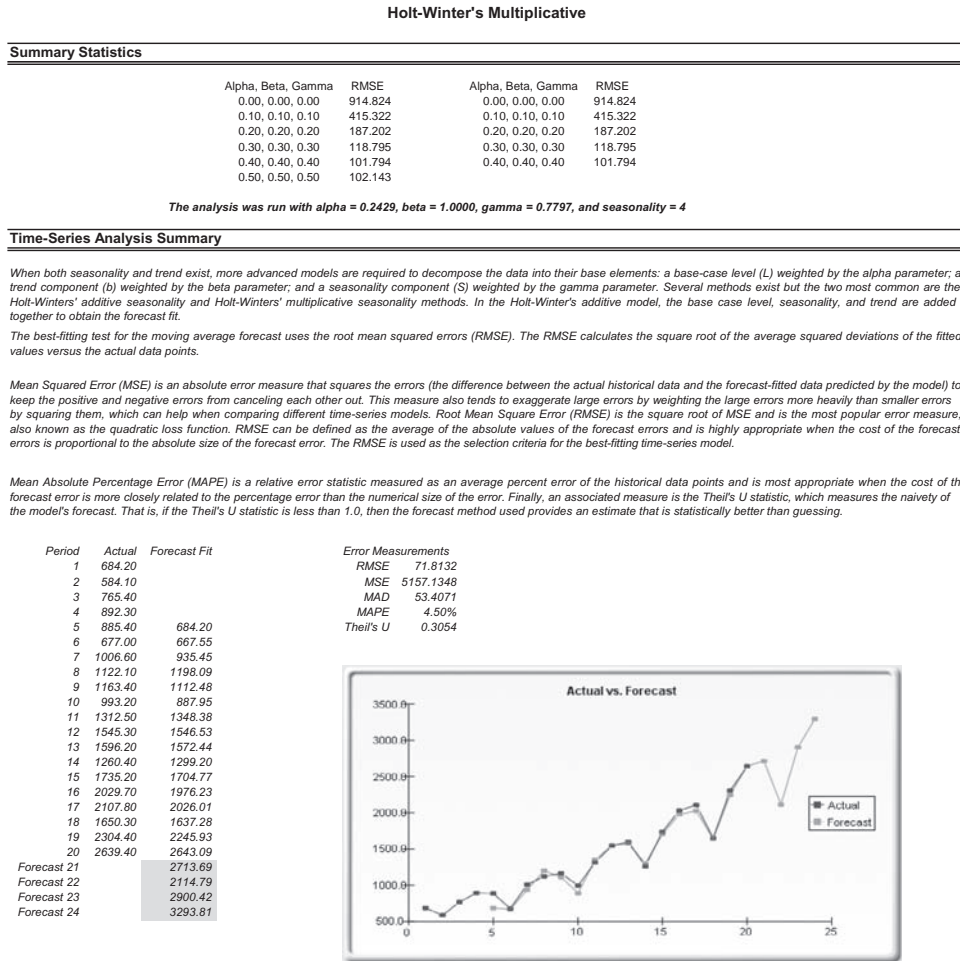 Holt-Winter's Multiplicative
Summary Statistics
Alpha, Beta, Gamma RMSE Alpha, Beta, Gamma RMSE
0.00, 0.00, 0.00 914.824 0.00, 0.00, 0.00 914.824
0.10, 0.10, 0.10 415.322 0.10, 0.10, 0.10 415.322
0.20, 0.20, 0.20 187.202 0.20, 0.20, 0.20 187.202
0.30, 0.30, 0.30 118.795 0.30, 0.30, 0.30 118.795
0.40, 0.40, 0.40 101.794 0.40, 0.40, 0.40 101.794
0.50, 0.50, 0.50 102.143
The analysis was run with alpha = 0.2429, beta = 1.0000, gamma = 0.7797, and seasonality = 4
Time-Series Analysis Summary
When both seasonality and trend exist, more advanced models are required to decompose the data into their base elements: a base-case level (L) weighted by the alpha parameter; a
trend component (b) weighted by the beta parameter; and a seasonality component (S) weighted by the gamma parameter. Several methods exist but the two most common are the
Holt-Winters' additive seasonality and Holt-Winters' multiplicative seasonality methods. In the Holt-Winter's additive model, the base case level, seasonality, and trend are added
together to obtain the forecast fit.
The best-fitting test for the moving average forecast uses the root mean squared errors (RMSE). The RMSE calculates the square root of the average squared deviations of the fitted
values versus the actual data points.
Mean Squared Error (MSE) is an absolute error measure that squares the errors (the difference between the actual historical data and the forecast-fitted data predicted by the model) to
keep the positive and negative errors from canceling each other out. This measure also tends to exaggerate large errors by weighting the large errors more heavily than smaller errors
by squaring them, which can help when comparing different time-series models. Root Mean Square Error (RMSE) is the square root of MSE and is the most popular error measure,
also known as the quadratic loss function. RMSE can be defined as the average of the absolute values of the forecast errors and is highly appropriate when the cost of the forecast
errors is proportional to the absolute size of the forecast error. The RMSE is used as the selection criteria for the best-fitting time-series model.
Mean Absolute Percentage Error (MAPE) is a relative error statistic measured as an average percent error of the historical data points and is most appropriate when the cost of th
forecast error is more closely related to the percentage error than the numerical size of the error. Finally, an associated measure is the Theil's U statistic, which measures the naivety of
the model's forecast. That is, if the Theil's U statistic is less than 1.0, then the forecast method used provides an estimate that is statistically better than guessing.
Period Actual Forecast Fit Error Measurements
1 684.20 RMSE 71.8132
2 584.10 MSE 5157.1348
3 765.40 MAD 53.4071
4 892.30 MAPE 4.50%
5 885.40 684.20 Theil's U 0.3054
6 677.00 667.55
7 1006.60 935.45
8 1122.10 1198.09
9 1163.40 1112.48
10 993.20 887.95
11 1312.50 1348.38
12 1545.30 1546.53
13 1596.20 1572.44
14 1260.40 1299.20
15 1735.20 1704.77
16 2029.70 1976.23
17 2107.80 2026.01
18 1650.30 1637.28
19 2304.40 2245.93
20 2639.40 2643.09
Forecast 21 2713.69
Forecast 22 2114.79
Forecast 23 2900.42
Forecast 24 3293.81
Actual vs. Forecast
3500.0
3000.0
2500.0
2000.0
1500.0
1000.0
500.0
0 5 10 15 20 25
Actual
Forecast